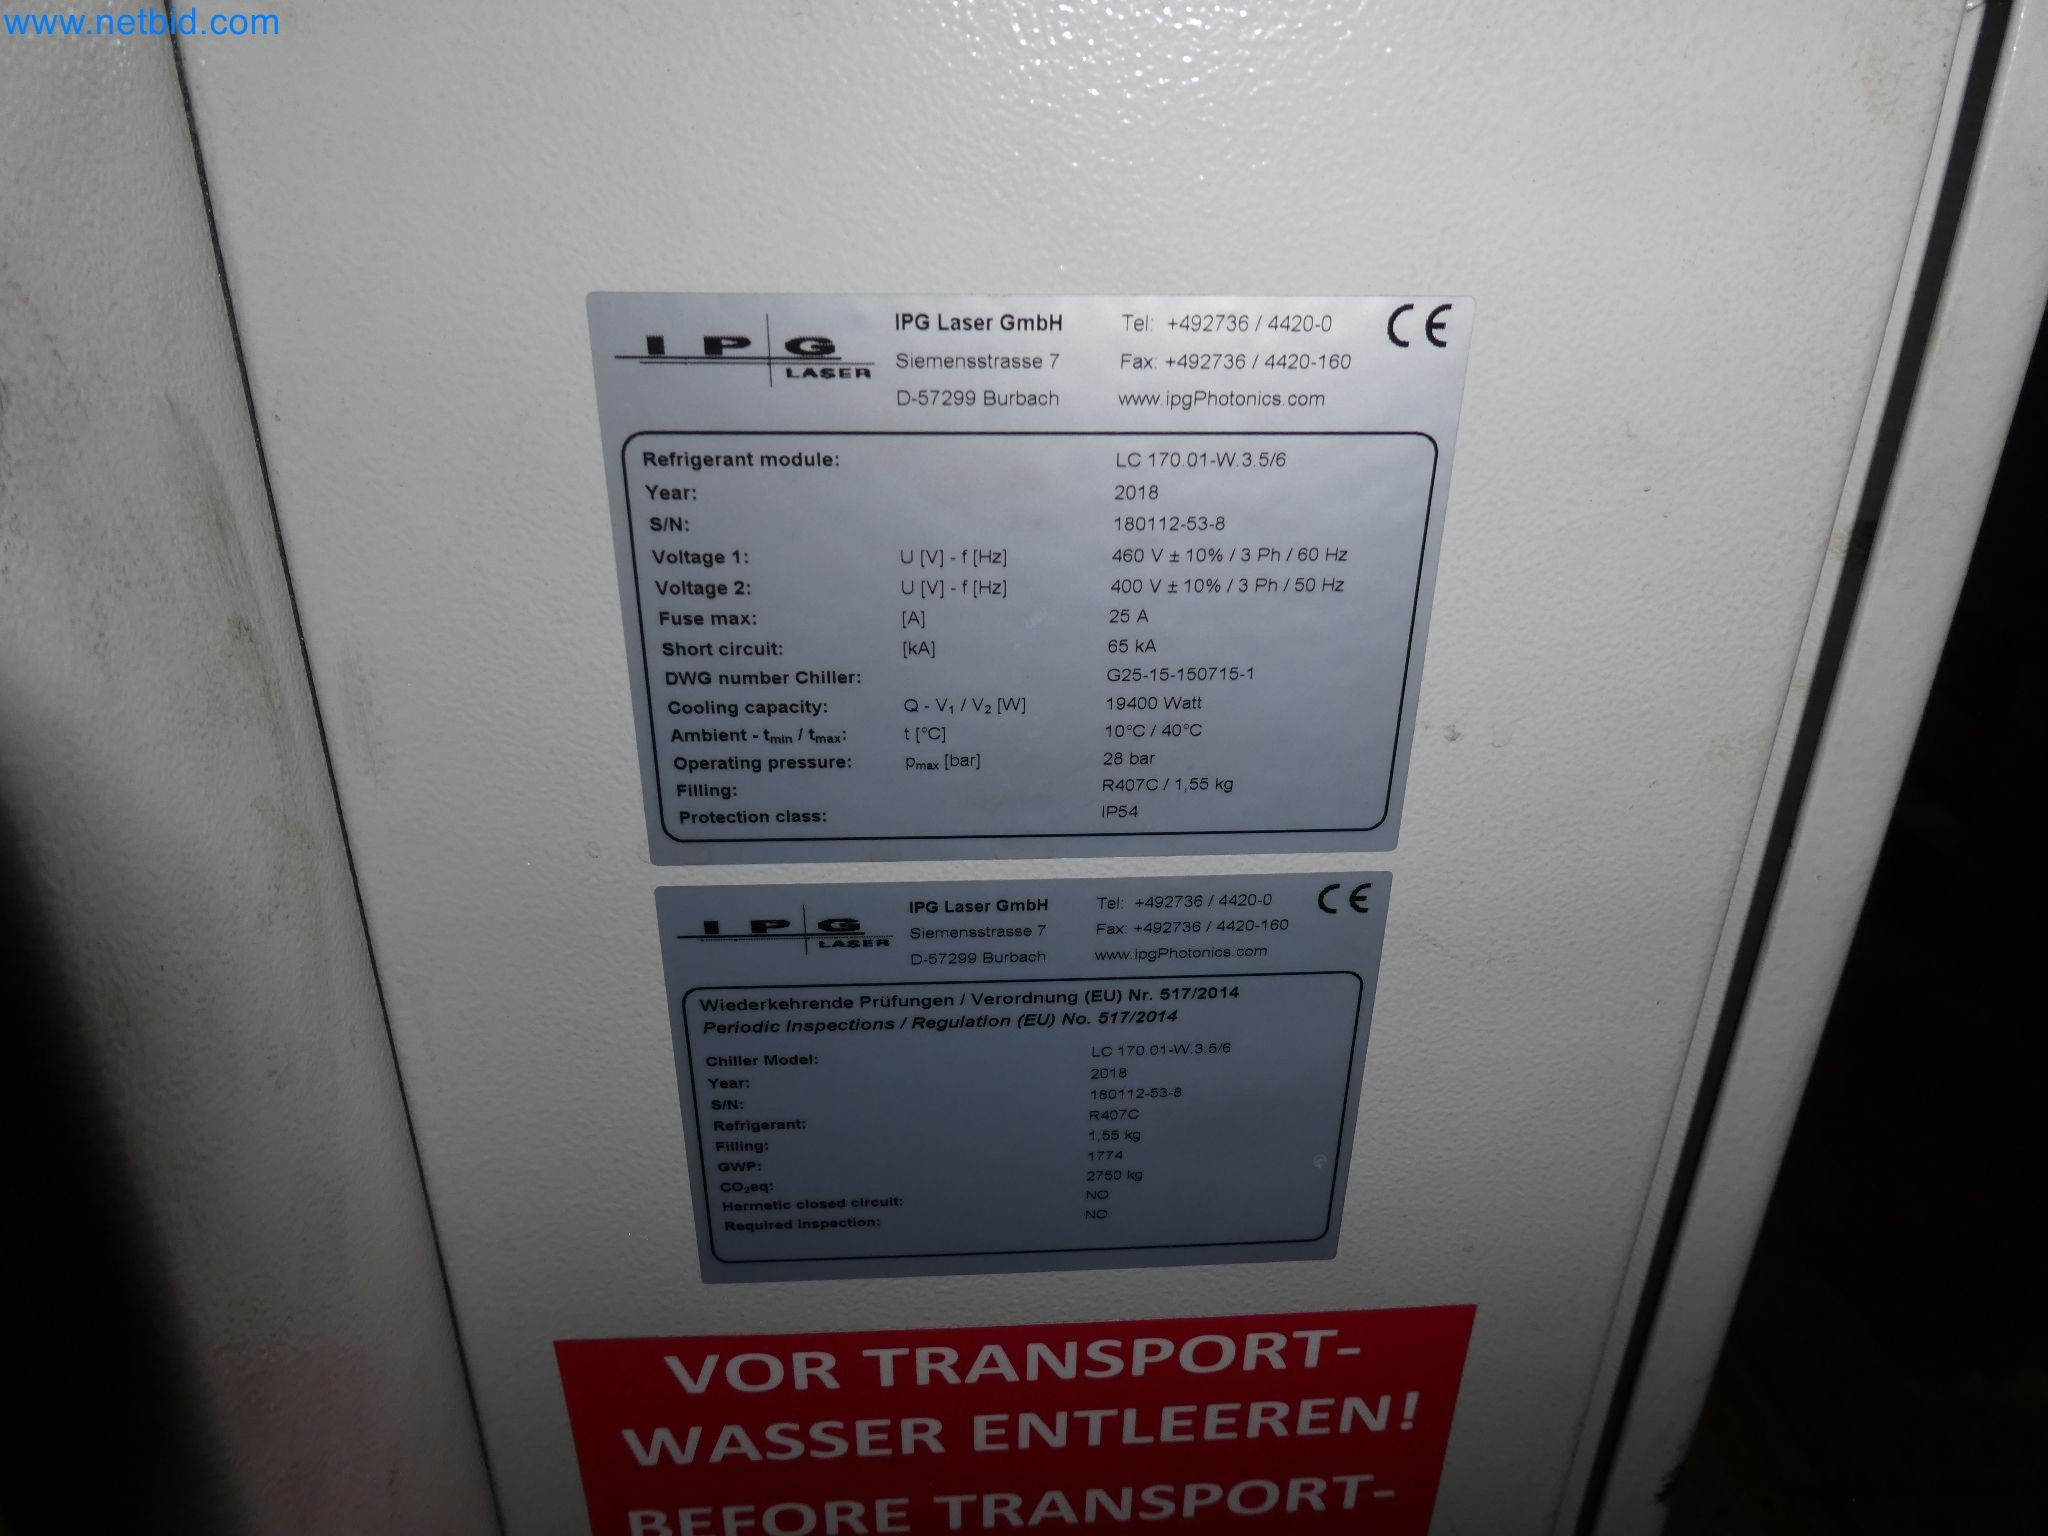 www.netbid.com
IPG LASER
IPG Laser GmbH Tel: +492736 / 4420-0 CE
Siemensstrasse 7 Fax: +492736 / 4420-160
D-57299 Burbach www.ipgPhotonics.com
Refrigerant module: LC 170.01-W.3.5/6
Year: 2018
S/N: 180112-53-8
Voltage 1: U [V] - f [Hz] 460 V ± 10% / 3 Ph / 60 Hz
Voltage 2: U [V] - f [Hz] 400 V ± 10% / 3 Ph / 50 Hz
Fuse max: [A] 25 A
Short circuit: [kA] 65 kA
DWG number Chiller: G25-15-150715-1
Cooling capacity: Q - V₁ / V₂ [W] 19400 Watt
Ambient - tmin / tmax: t [°C] 10°C / 40°C
Operating pressure: pmax [bar] 28 bar
Filling: R407C / 1,55 kg
Protection class: IP54
IPG LASER
IPG Laser GmbH Tel: +492736 / 4420-0 CE
Siemensstrasse 7 Fax: +492736 / 4420-160
D-57299 Burbach www.ipgPhotonics.com
Wiederkehrende Prüfungen / Verordnung (EU) Nr. 517/2014
Periodic Inspections / Regulation (EU) No. 517/2014
Chiller Model: LC 170.01-W.3.5/6
Year: 2018
S/N: 180112-53-8
Refrigerant: R407C
Filling: 1,55 kg
GWP: 1774
CO₂eq: 2750 kg
Hermetic closed circuit: NO
Required inspection: NO
VOR TRANSPORT-
WASSER ENTLEEREN!
BEFORE TRANSPORT-